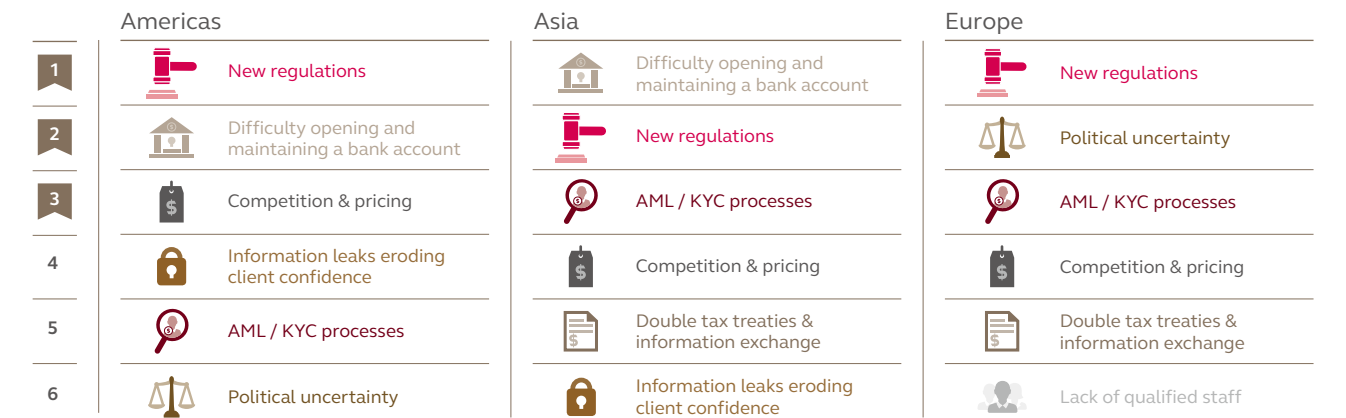 Americas
Asia
Europe
1
New regulations
Difficulty opening and
maintaining a bank account
New regulations
2
Difficulty opening and
maintaining a bank account
New regulations
Political uncertainty
3
Competition & pricing
AML / KYC processes
AML / KYC processes
4
Information leaks eroding
client confidence
Competition & pricing
Competition & pricing
5
AML / KYC processes
Double tax treaties &
information exchange
Double tax treaties &
information exchange
6
Political uncertainty
Information leaks eroding
client confidence
Lack of qualified staff